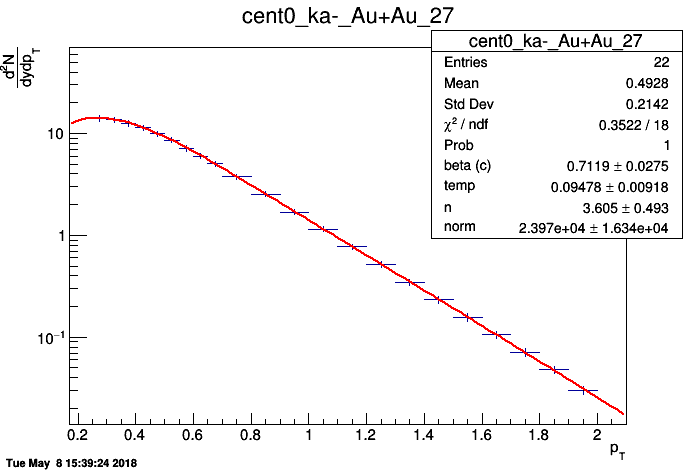 cent0_ka-_Au+Au_27
cent0_ka-_Au+Au_27
Entries 22
Mean 0.4928
Std Dev 0.2142
χ² / ndf 0.3522 / 18
Prob 1
beta (c) 0.7119 ± 0.0275
temp 0.09478 ± 0.00918
n 3.605 ± 0.493
norm 2.397e+04 ± 1.634e+04
d²N
dydp_T
10
1
10⁻¹
0.2 0.4 0.6 0.8 1 1.2 1.4 1.6 1.8 2
p_T
Tue May 8 15:39:24 2018